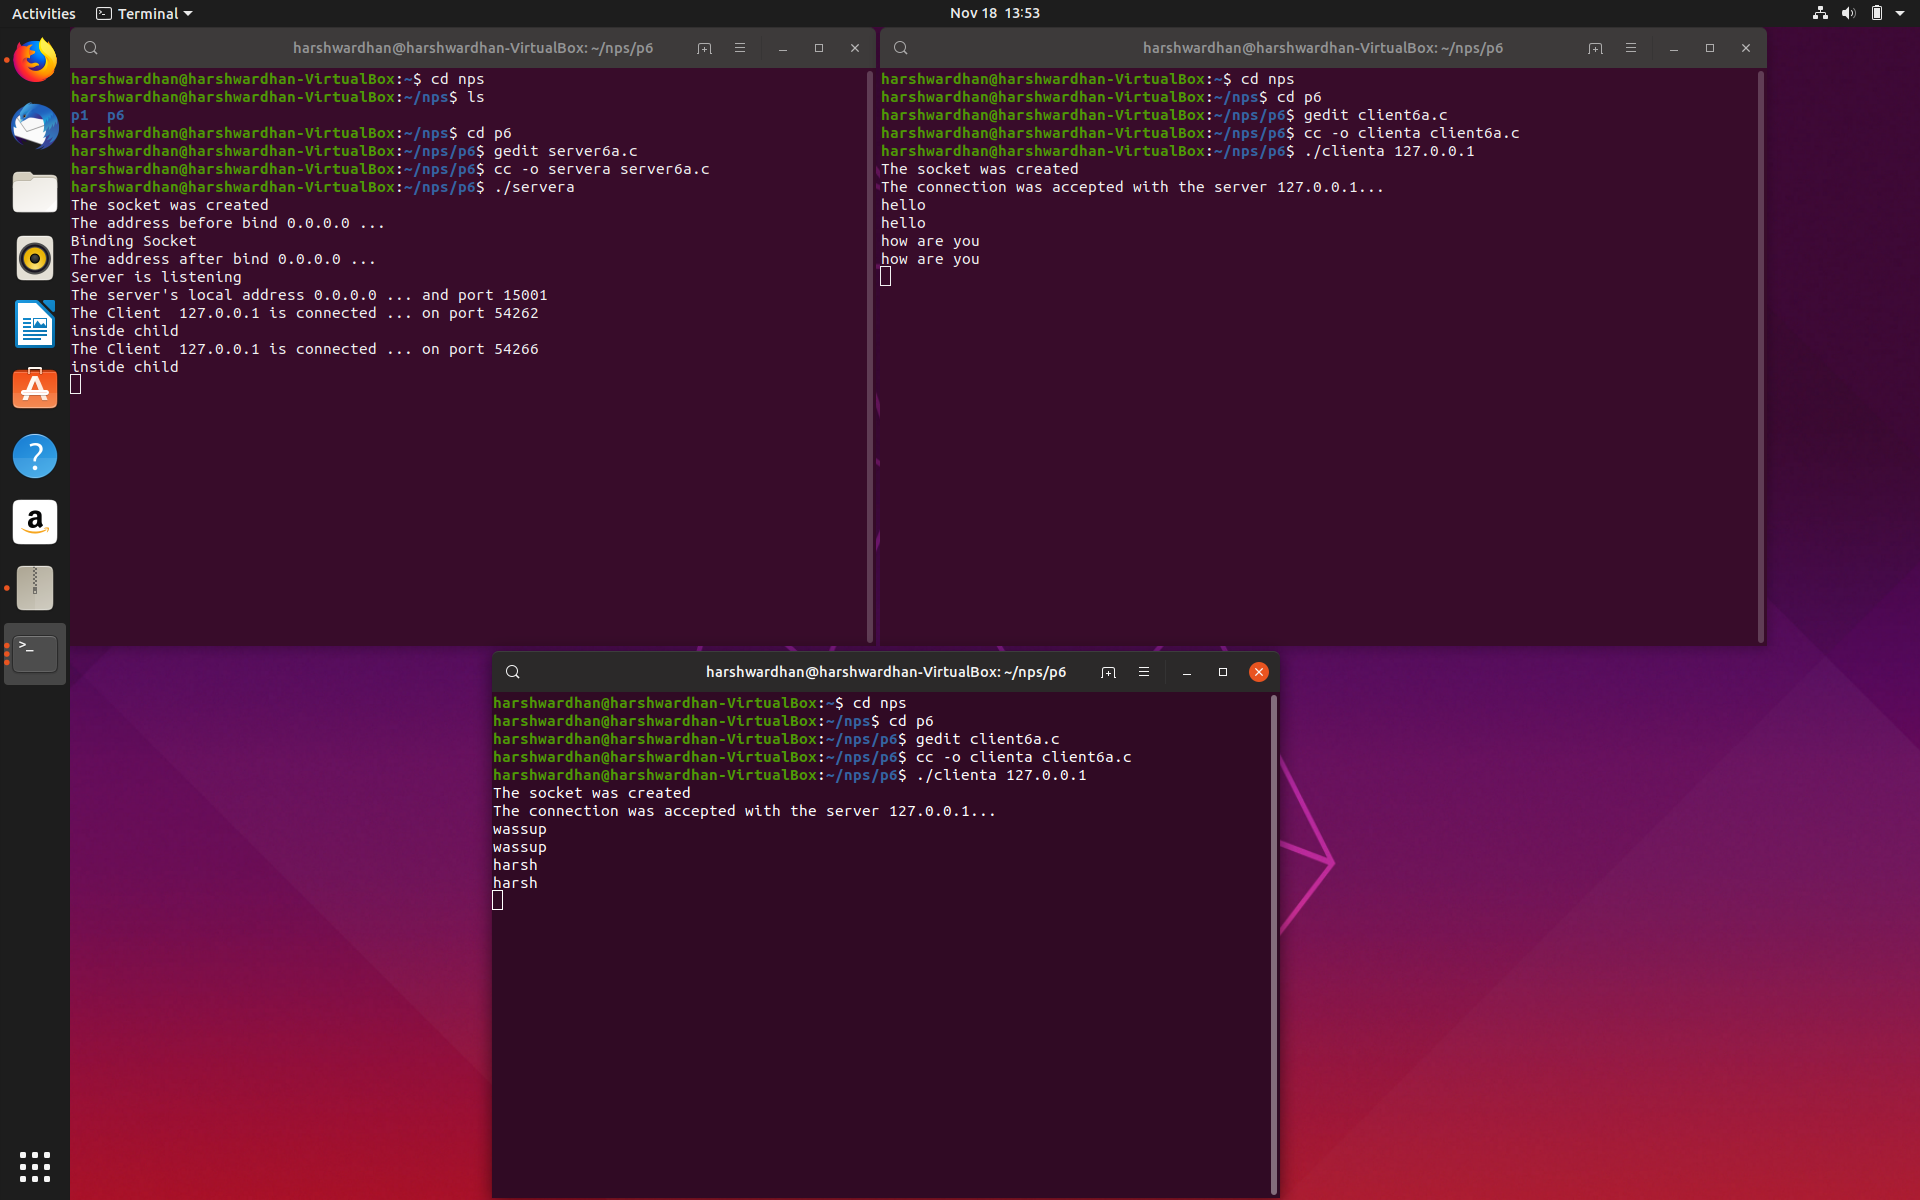 Activities
Terminal
Nov 18 13:53
harshwardhan@harshwardhan-VirtualBox: ~/nps/p6
harshwardhan@harshwardhan-VirtualBox:~$ cd nps
harshwardhan@harshwardhan-VirtualBox:~/nps$ ls
p1  p6
harshwardhan@harshwardhan-VirtualBox:~/nps$ cd p6
harshwardhan@harshwardhan-VirtualBox:~/nps/p6$ gedit server6a.c
harshwardhan@harshwardhan-VirtualBox:~/nps/p6$ cc -o servera server6a.c
harshwardhan@harshwardhan-VirtualBox:~/nps/p6$ ./servera
The socket was created
The address before bind 0.0.0.0 ...
Binding Socket
The address after bind 0.0.0.0 ...
Server is listening
The server's local address 0.0.0.0 ... and port 15001
The Client  127.0.0.1 is connected ... on port 54262
inside child
The Client  127.0.0.1 is connected ... on port 54266
inside child
harshwardhan@harshwardhan-VirtualBox: ~/nps/p6
harshwardhan@harshwardhan-VirtualBox:~$ cd nps
harshwardhan@harshwardhan-VirtualBox:~/nps$ cd p6
harshwardhan@harshwardhan-VirtualBox:~/nps/p6$ gedit client6a.c
harshwardhan@harshwardhan-VirtualBox:~/nps/p6$ cc -o clienta client6a.c
harshwardhan@harshwardhan-VirtualBox:~/nps/p6$ ./clienta 127.0.0.1
The socket was created
The connection was accepted with the server 127.0.0.1...
hello
hello
how are you
how are you
harshwardhan@harshwardhan-VirtualBox: ~/nps/p6
harshwardhan@harshwardhan-VirtualBox:~$ cd nps
harshwardhan@harshwardhan-VirtualBox:~/nps$ cd p6
harshwardhan@harshwardhan-VirtualBox:~/nps/p6$ gedit client6a.c
harshwardhan@harshwardhan-VirtualBox:~/nps/p6$ cc -o clienta client6a.c
harshwardhan@harshwardhan-VirtualBox:~/nps/p6$ ./clienta 127.0.0.1
The socket was created
The connection was accepted with the server 127.0.0.1...
wassup
wassup
harsh
harsh